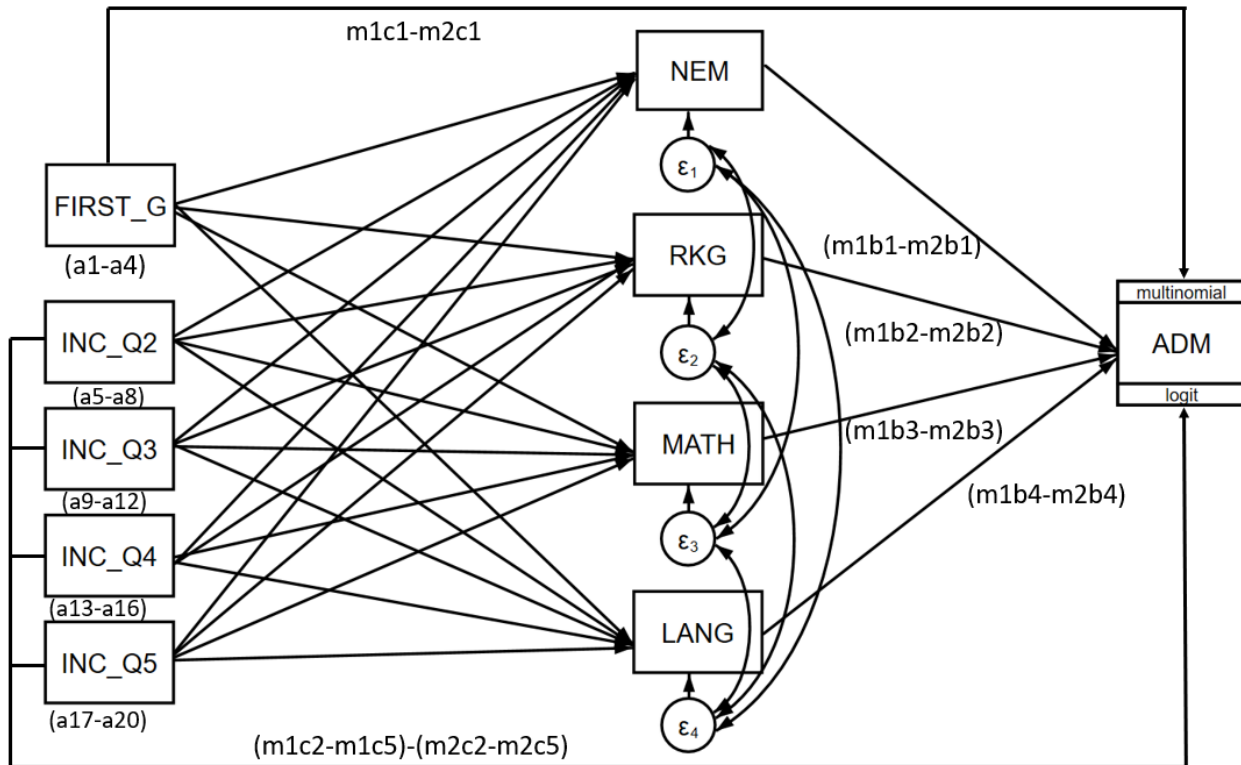 m1c1-m2c1
NEM
ε1
FIRST_G
(a1-a4)
RKG
(m1b1-m2b1)
ε2
multinomial
ADM
logit
INC_Q2
(a5-a8)
(m1b2-m2b2)
INC_Q3
(a9-a12)
MATH
(m1b3-m2b3)
ε3
(m1b4-m2b4)
INC_Q4
(a13-a16)
LANG
INC_Q5
(a17-a20)
ε4
(m1c2-m1c5)-(m2c2-m2c5)